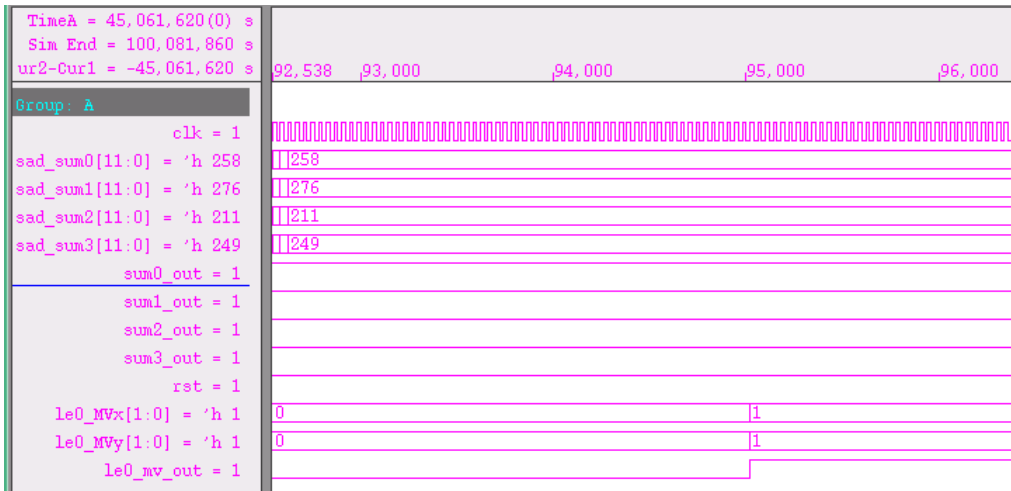 TimeA = 45,061,620(0) s
Sim End = 100,081,860 s
ur2-Cur1 = -45,061,620 s
92,538 93,000 94,000 95,000 96,000
Group: A
clk = 1
sad_sum0[11:0] = 'h 258 258
sad_sum1[11:0] = 'h 276 276
sad_sum2[11:0] = 'h 211 211
sad_sum3[11:0] = 'h 249 249
sum0_out = 1
sum1_out = 1
sum2_out = 1
sum3_out = 1
rst = 1
le0_MVx[1:0] = 'h 1 0 1
le0_MVy[1:0] = 'h 1 0 1
le0_mv_out = 1